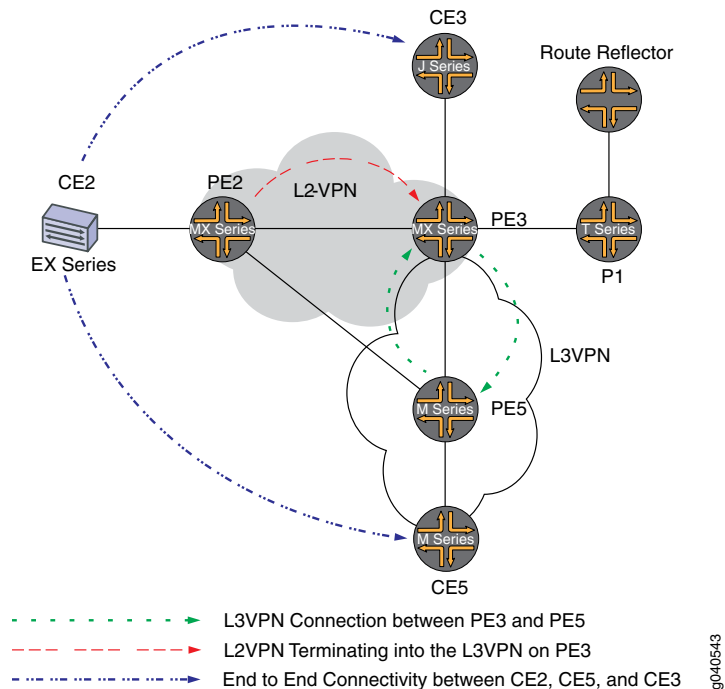 CE3
J Series
Route Reflector
CE2
PE2
L2-VPN
MX Series
MX Series
PE3
T Series
EX Series
P1
L3VPN
M Series
PE5
M Series
CE5
L3VPN Connection between PE3 and PE5
L2VPN Terminating into the L3VPN on PE3
End to End Connectivity between CE2, CE5, and CE3
g040543